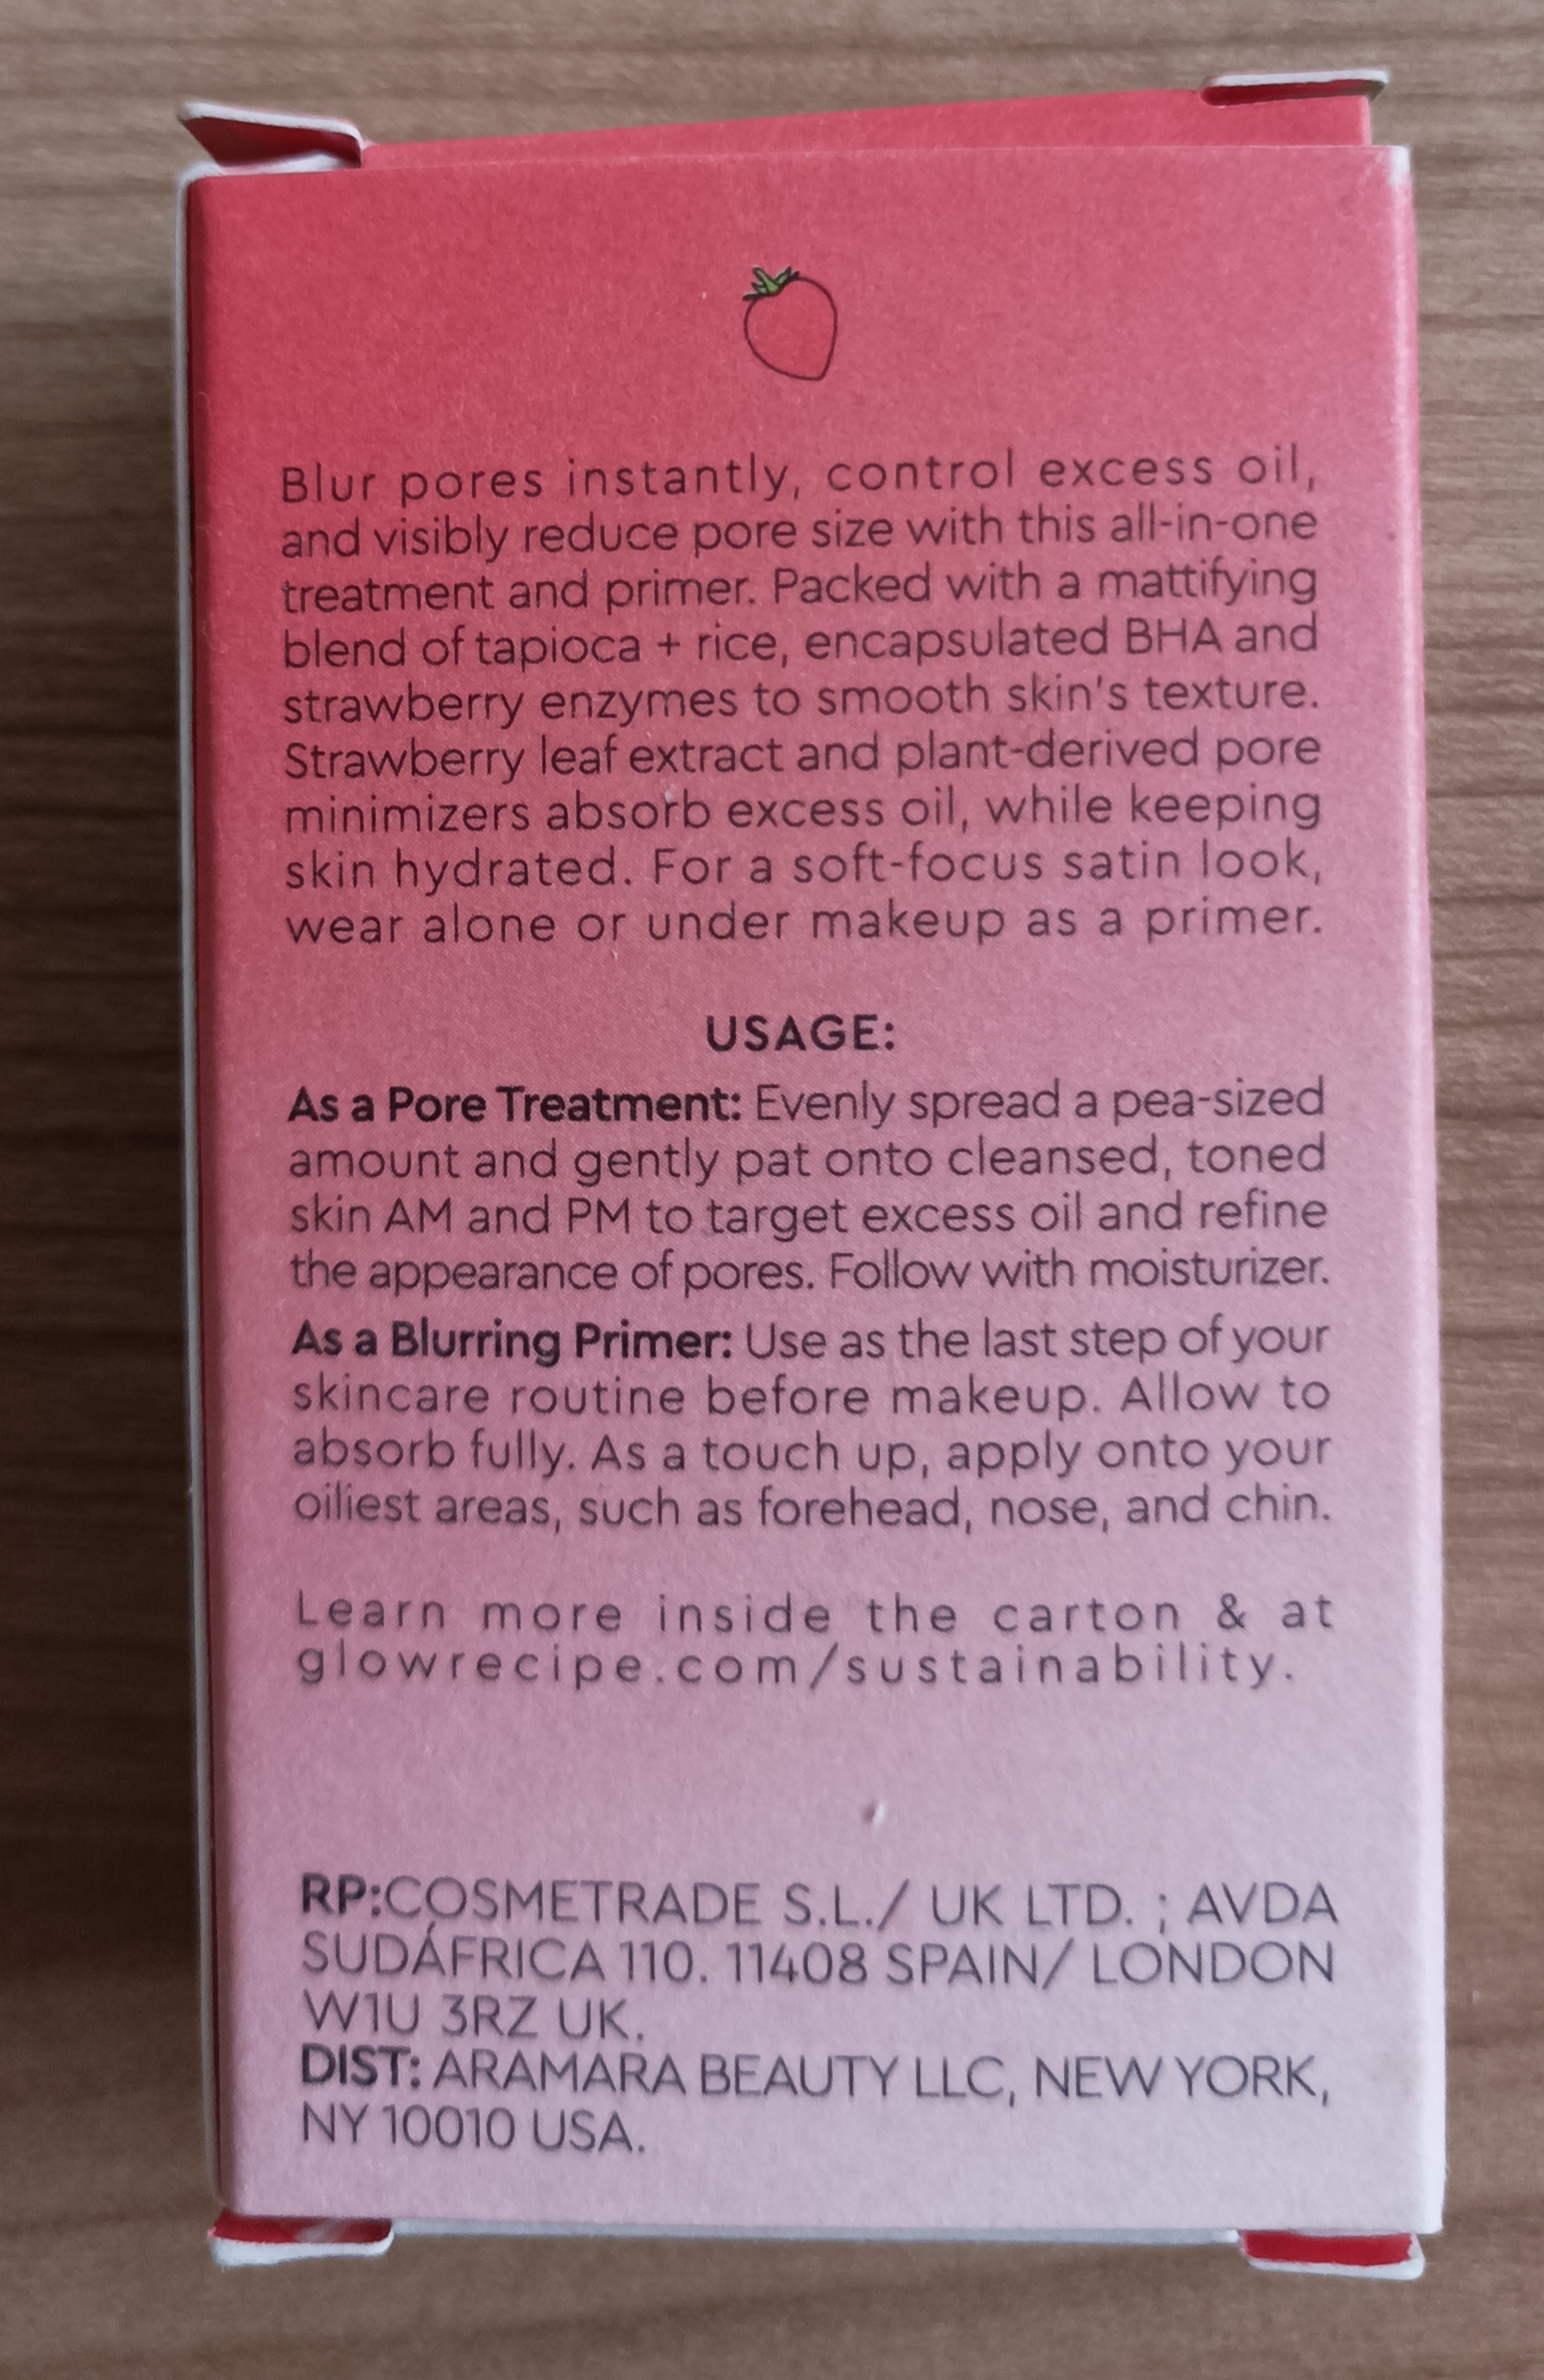 Blur pores instantly, control excess oil,
and visibly reduce pore size with this all-in-one
treatment and primer. Packed with a mattifying
blend of tapioca + rice, encapsulated BHA and
strawberry enzymes to smooth skin's texture.
Strawberry leaf extract and plant-derived pore
minimizers absorb excess oil, while keeping
skin hydrated. For a soft-focus satin look,
wear alone or under makeup as a primer.
USAGE:
As a Pore Treatment: Evenly spread a pea-sized
amount and gently pat onto cleansed, toned
skin AM and PM to target excess oil and refine
the appearance of pores. Follow with moisturizer.
As a Blurring Primer: Use as the last step of your
skincare routine before makeup. Allow to
absorb fully. As a touch up, apply onto your
oiliest areas, such as forehead, nose, and chin.
Learn more inside the carton & at
glowrecipe.com/sustainability.
RP:COSMETRADE S.L./ UK LTD. ; AVDA
SUDÁFRICA 110. 11408 SPAIN/ LONDON
W1U 3RZ UK.
DIST: ARAMARA BEAUTY LLC, NEW YORK,
NY 10010 USA.